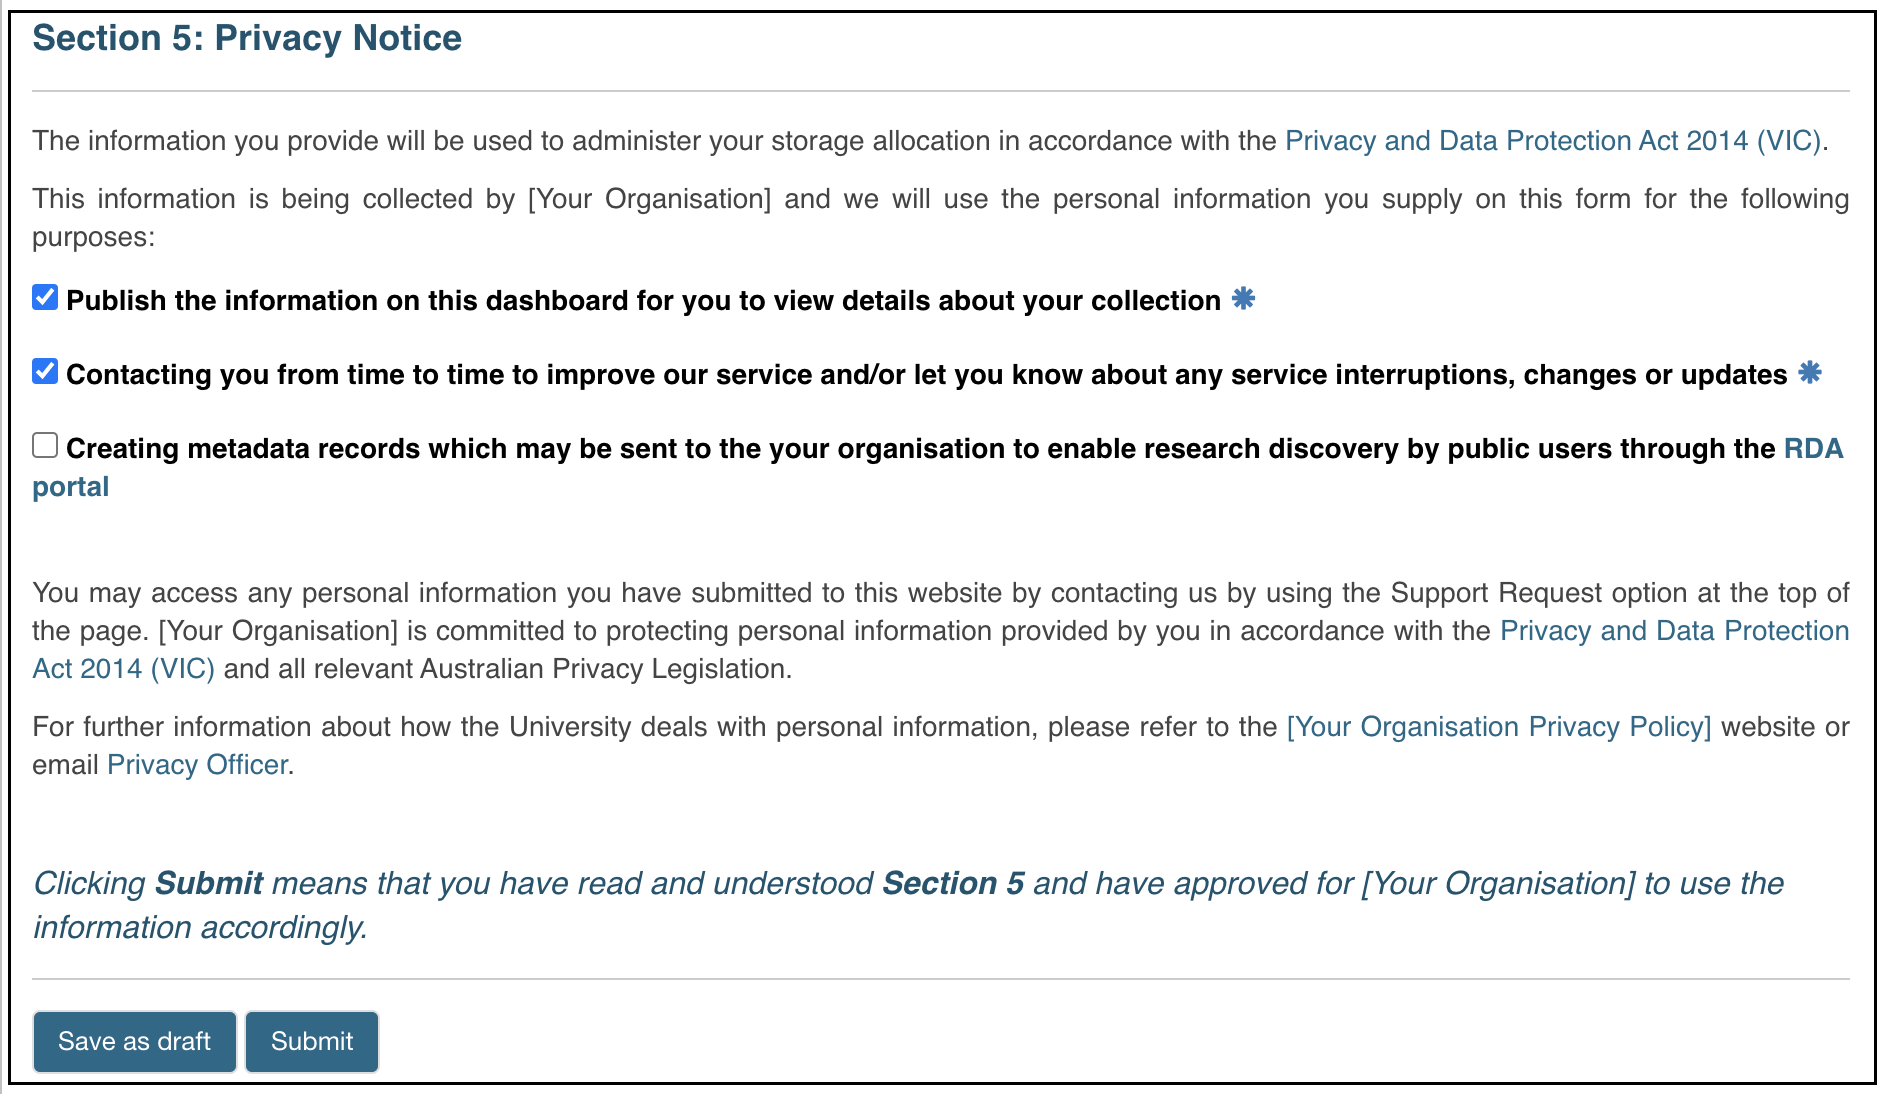 Section 5: Privacy Notice
The information you provide will be used to administer your storage allocation in accordance with the Privacy and Data Protection Act 2014 (VIC).
This information is being collected by [Your Organisation] and we will use the personal information you supply on this form for the following
purposes:
Publish the information on this dashboard for you to view details about your collection *
Contacting you from time to time to improve our service and/or let you know about any service interruptions, changes or updates *
Creating metadata records which may be sent to the your organisation to enable research discovery by public users through the RDA
portal
You may access any personal information you have submitted to this website by contacting us by using the Support Request option at the top of
the page. [Your Organisation] is committed to protecting personal information provided by you in accordance with the Privacy and Data Protection
Act 2014 (VIC) and all relevant Australian Privacy Legislation.
For further information about how the University deals with personal information, please refer to the [Your Organisation Privacy Policy] website or
email Privacy Officer.
Clicking Submit means that you have read and understood Section 5 and have approved for [Your Organisation] to use the
information accordingly.
Save as draft Submit